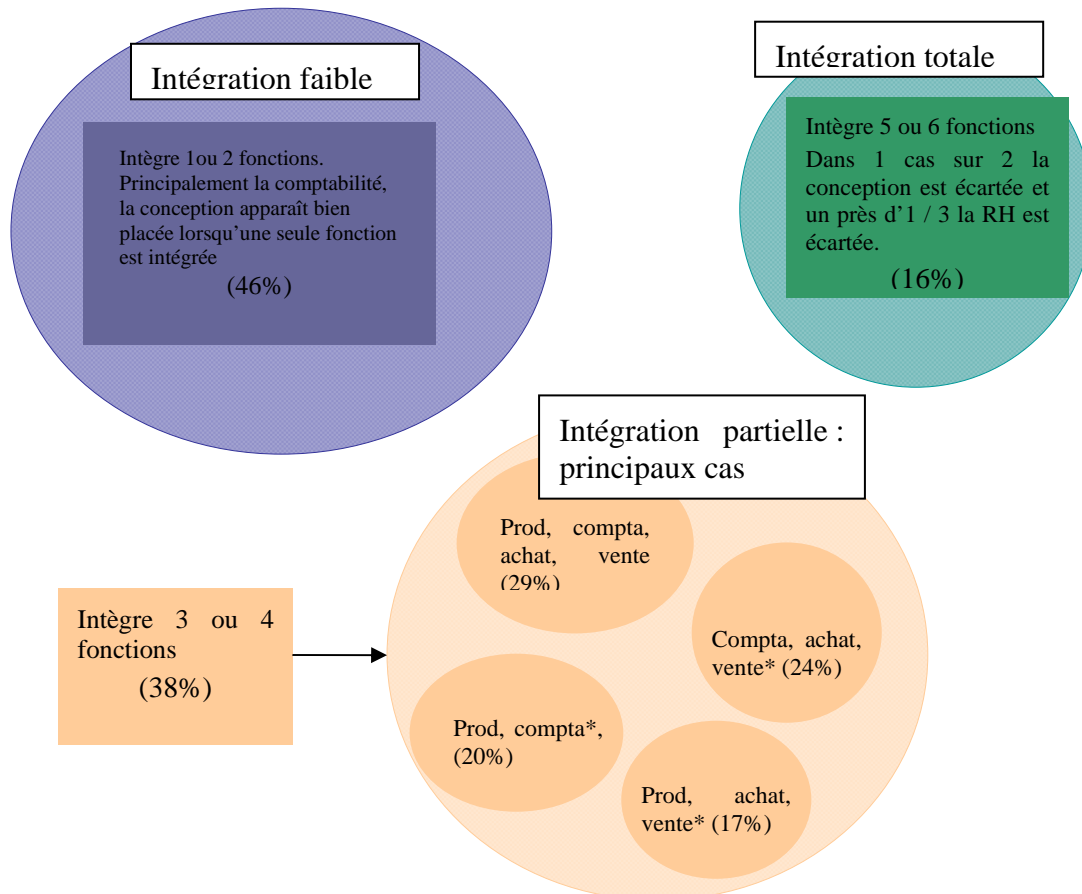 Intégration faible
Intègre 1ou 2 fonctions.
Principalement la comptabilité,
la conception apparaît bien
placée lorsqu’une seule fonction
est intégrée
(46%)
Intégration totale
Intègre 5 ou 6 fonctions
Dans 1 cas sur 2 la
conception est écartée et
un près d’1 / 3 la RH est
écartée.
(16%)
Intégration partielle :
principaux cas
Prod, compta,
achat, vente
(29%)
Compta, achat,
vente* (24%)
Intègre 3 ou 4
fonctions
(38%)
Prod, compta*,
(20%)
Prod, achat,
vente* (17%)